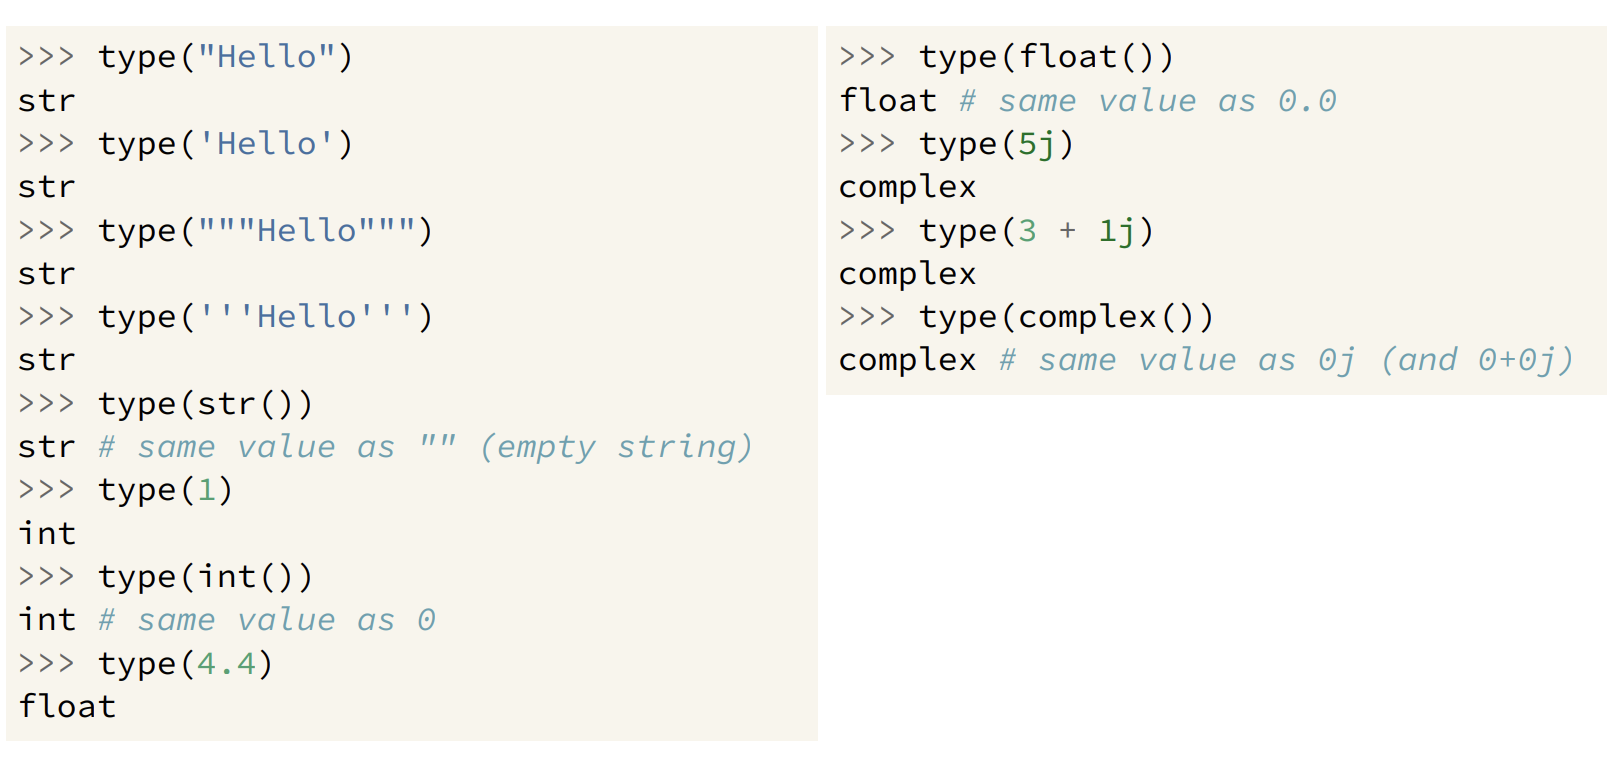 >>> type("Hello")
str
>>> type('Hello')
str
>>> type("""Hello""")
str
>>> type('''Hello''')
str
>>> type(str())
str # same value as "" (empty string)
>>> type(1)
int
>>> type(int())
int # same value as 0
>>> type(4.4)
float
>>> type(float())
float # same value as 0.0
>>> type(5j)
complex
>>> type(3 + 1j)
complex
>>> type(complex())
complex # same value as 0j (and 0+0j)